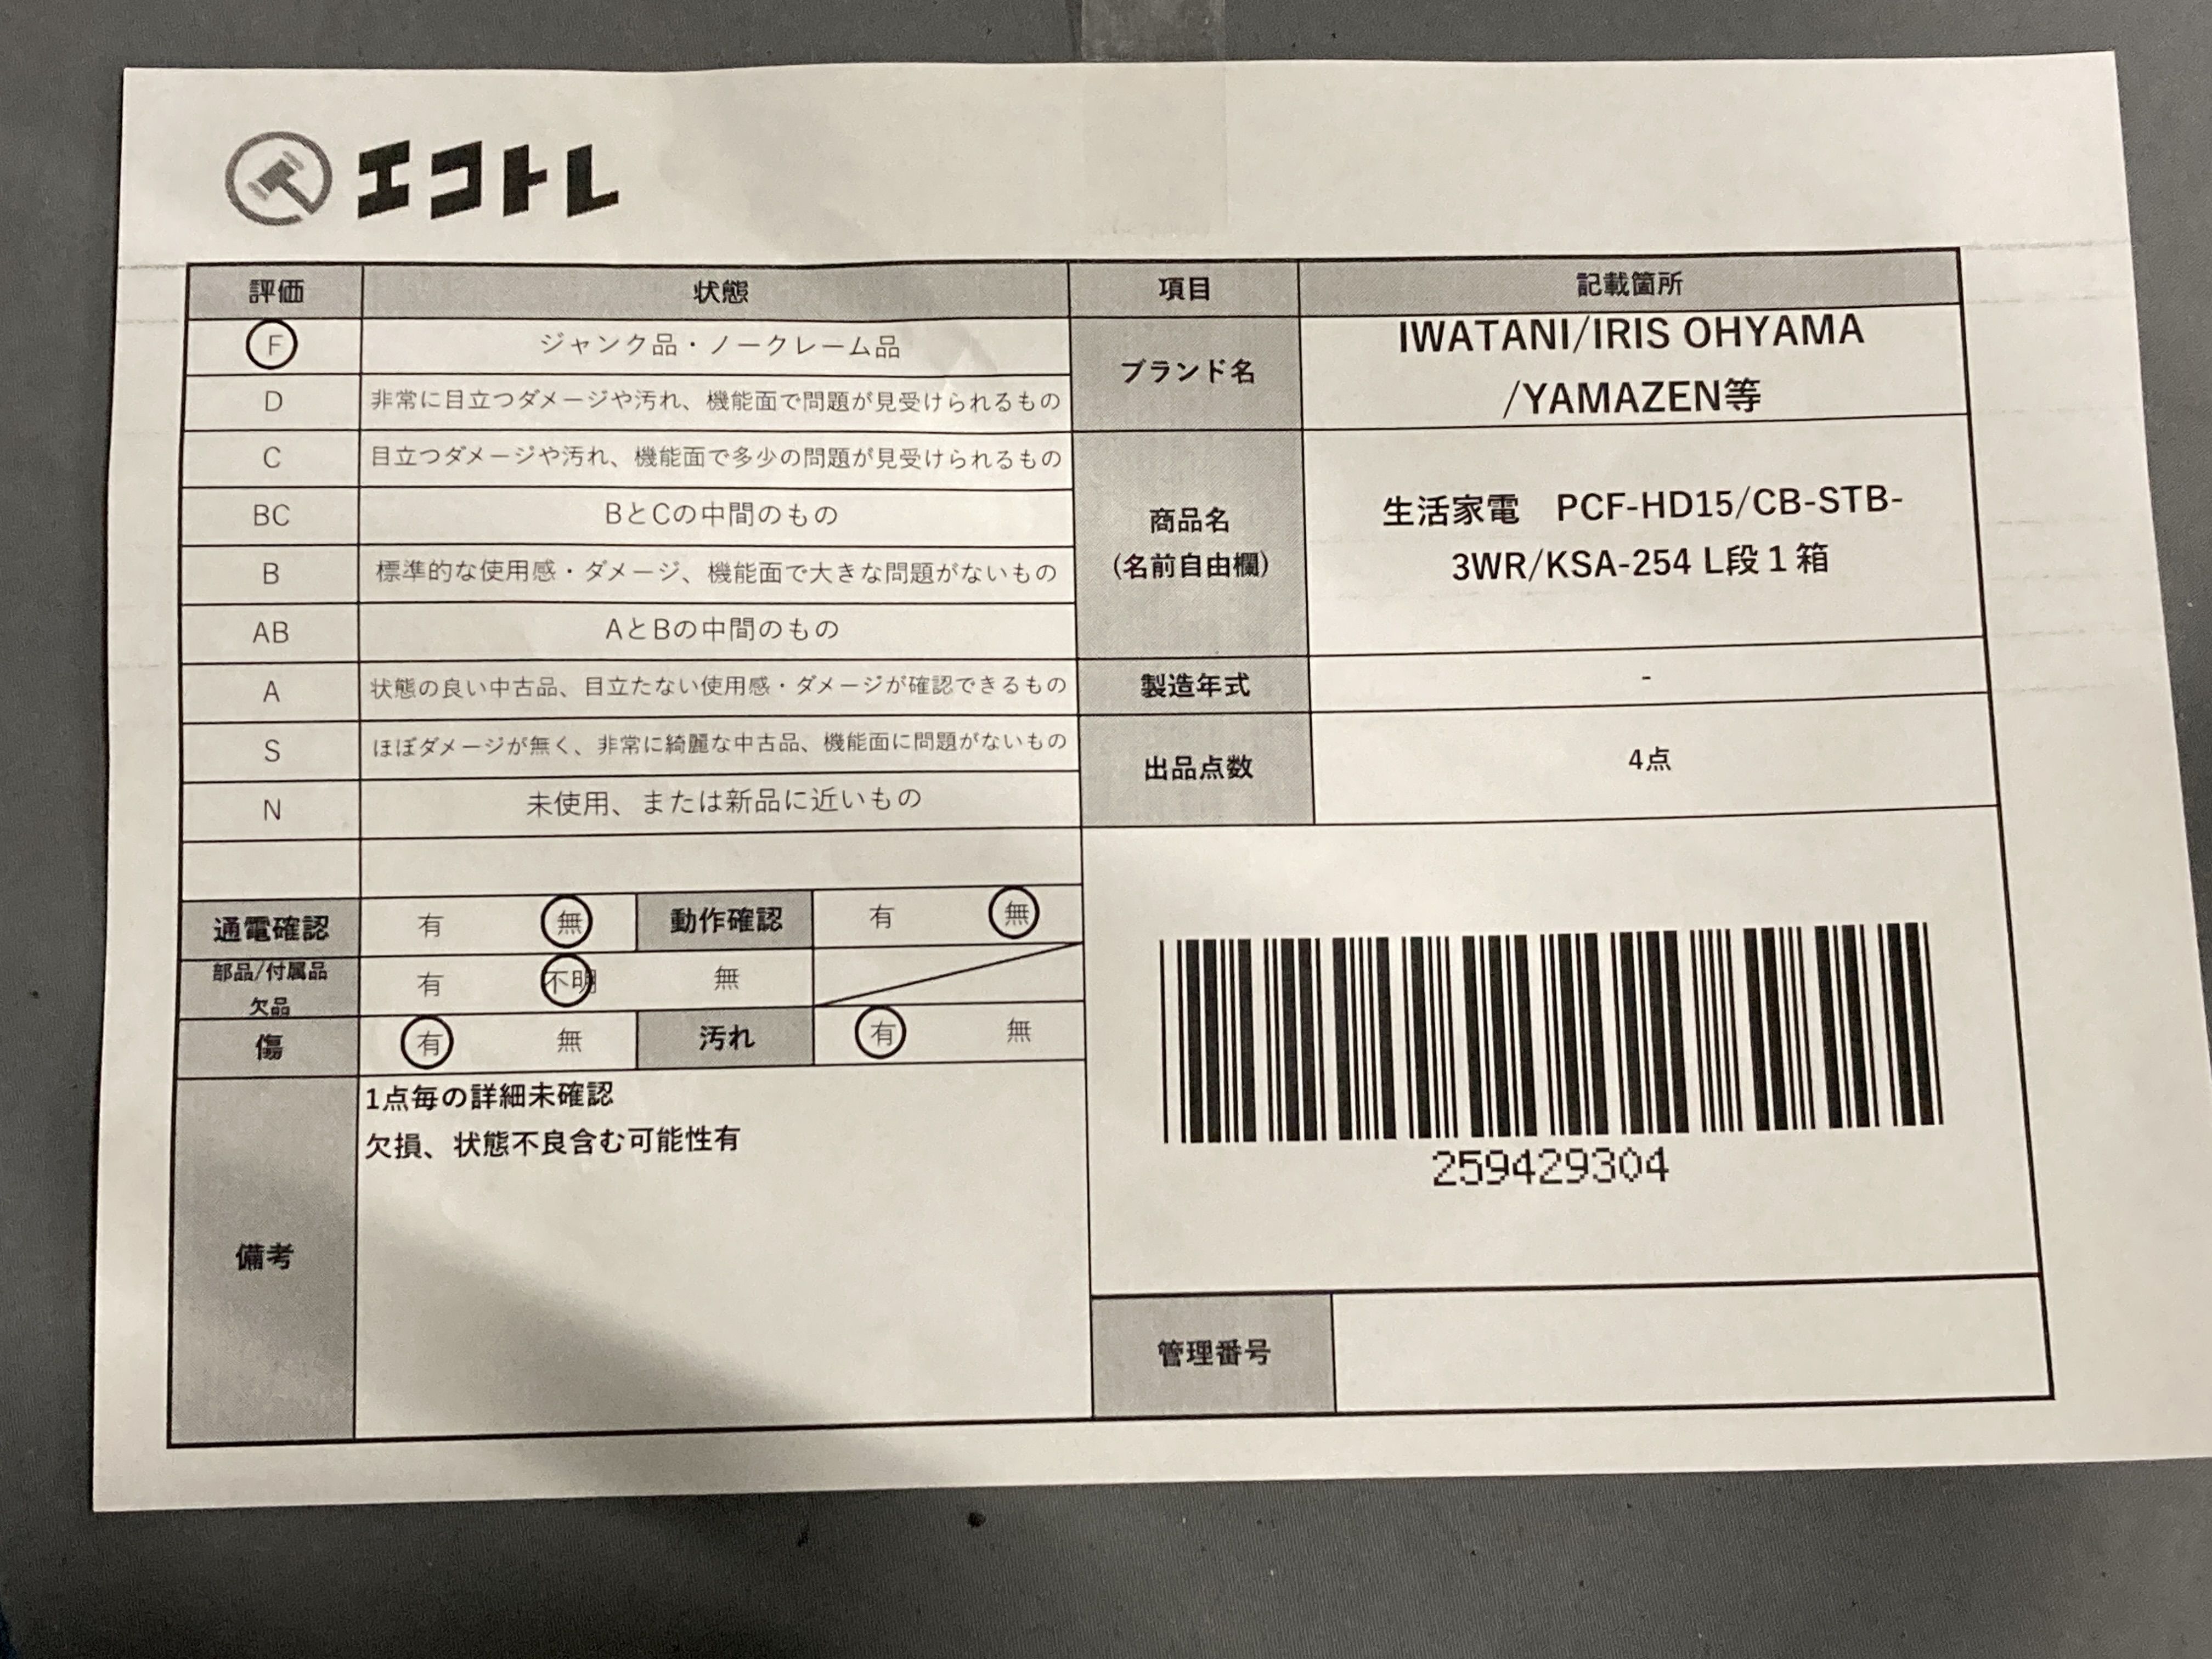 エコトレ
評価 状態 項目 記載箇所
F ジャンク品・ノークレーム品
D 非常に目立つダメージや汚れ、機能面で問題が見受けられるもの
C 目立つダメージや汚れ、機能面で多少の問題が見受けられるもの
BC BとCの中間のもの
B 標準的な使用感・ダメージ、機能面で大きな問題がないもの
AB AとBの中間のもの
A 状態の良い中古品、目立たない使用感・ダメージが確認できるもの
S ほぼダメージが無く、非常に綺麗な中古品、機能面に問題がないもの
N 未使用、または新品に近いもの
通電確認 有 無 動作確認 有 無
部品/付属品
欠品
有 不明 無
傷 有 無 汚れ 有 無
備考
1点毎の詳細未確認
欠損、状態不良含む可能性有
ブランド名
IWATANI/IRIS OHYAMA
/YAMAZEN等
商品名
(名前自由欄)
生活家電 PCF-HD15/CB-STB-
3WR/KSA-254 L段１箱
製造年式 -
出品点数 4点
259429304
管理番号